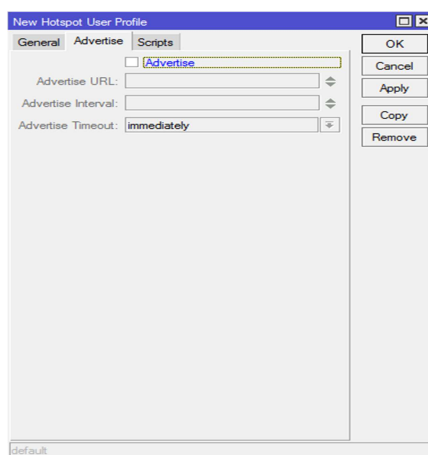 New Hotspot User Profile
General Advertise Scripts
OK
Advertise
Cancel
Advertise URL:
Apply
Advertise Interval:
Copy
Advertise Timeout: immediately
Remove
default